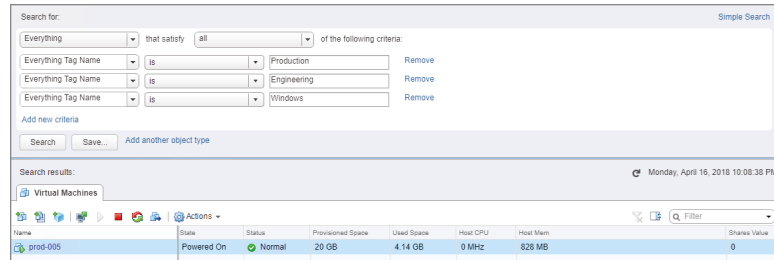 Search for: Simple Search
Everything that satisfy all of the following criteria:
Everything Tag Name is Production Remove
Everything Tag Name is Engineering Remove
Everything Tag Name is Windows Remove
Add new criteria
Search Save... Add another object type
Search results: Monday, April 16, 2018 10:08:38 PM
Virtual Machines
Actions Filter
Name State Status Provisioned Space Used Space Host CPU Host Mem Shares Value
prod-005 Powered On Normal 20 GB 4.14 GB 0 MHz 828 MB 0